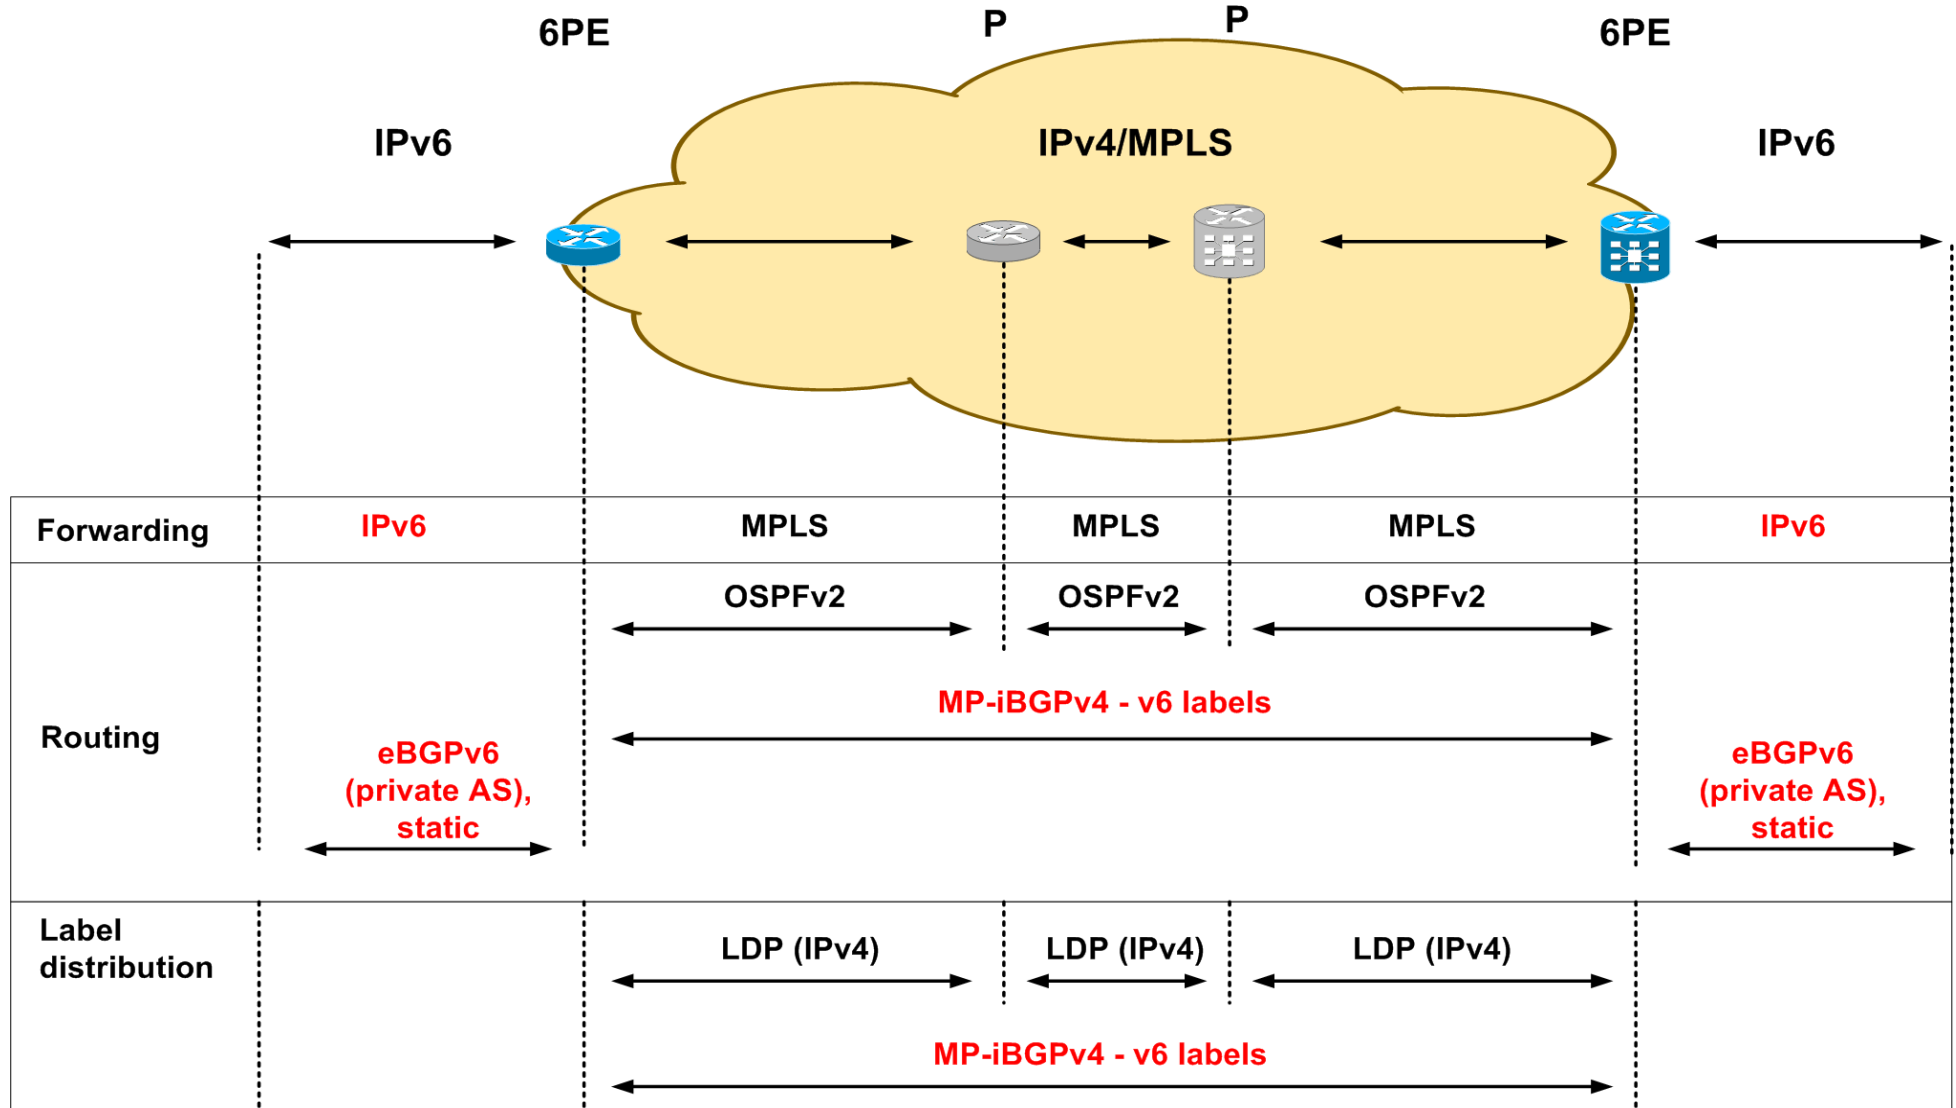 6PE
P
P
6PE
IPv6
IPv4/MPLS
IPv6
Forwarding
IPv6
MPLS
MPLS
MPLS
IPv6
Routing
OSPFv2
OSPFv2
OSPFv2
MP-iBGPv4 - v6 labels
eBGPv6
(private AS),
static
eBGPv6
(private AS),
static
Label
distribution
LDP (IPv4)
LDP (IPv4)
LDP (IPv4)
MP-iBGPv4 - v6 labels